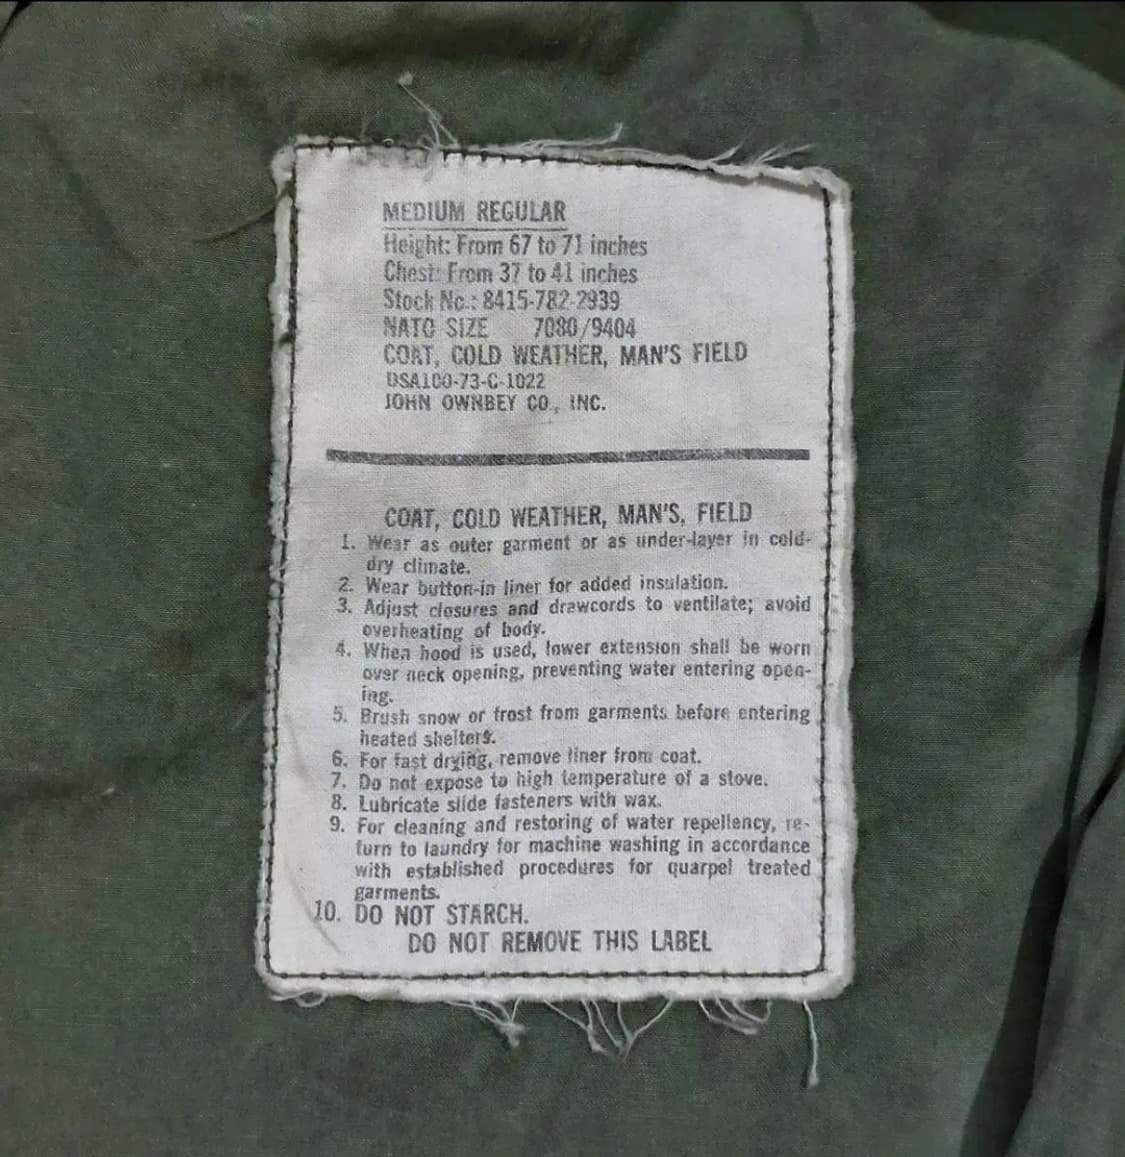 MEDIUM REGULAR
Height: From 67 to 71 inches
Chest: From 37 to 41 inches
Stock No.: 8415-782-2939
NATO SIZE 7080/9404
COAT, COLD WEATHER, MAN'S FIELD
DSA100-73-C-1022
JOHN OWNBEY CO., INC.
COAT, COLD WEATHER, MAN'S, FIELD
1. Wear as outer garment or as under-layer in cold-
dry climate.
2. Wear button-in liner for added insulation.
3. Adjust closures and drawcords to ventilate; avoid
overheating of body.
4. When hood is used, lower extension shall be worn
over neck opening, preventing water entering open-
ing.
5. Brush snow or frost from garments before entering
heated shelters.
6. For fast drying, remove liner from coat.
7. Do not expose to high temperature of a stove.
8. Lubricate slide fasteners with wax.
9. For cleaning and restoring of water repellency, re-
turn to laundry for machine washing in accordance
with established procedures for quarpel treated
garments.
10. DO NOT STARCH.
DO NOT REMOVE THIS LABEL